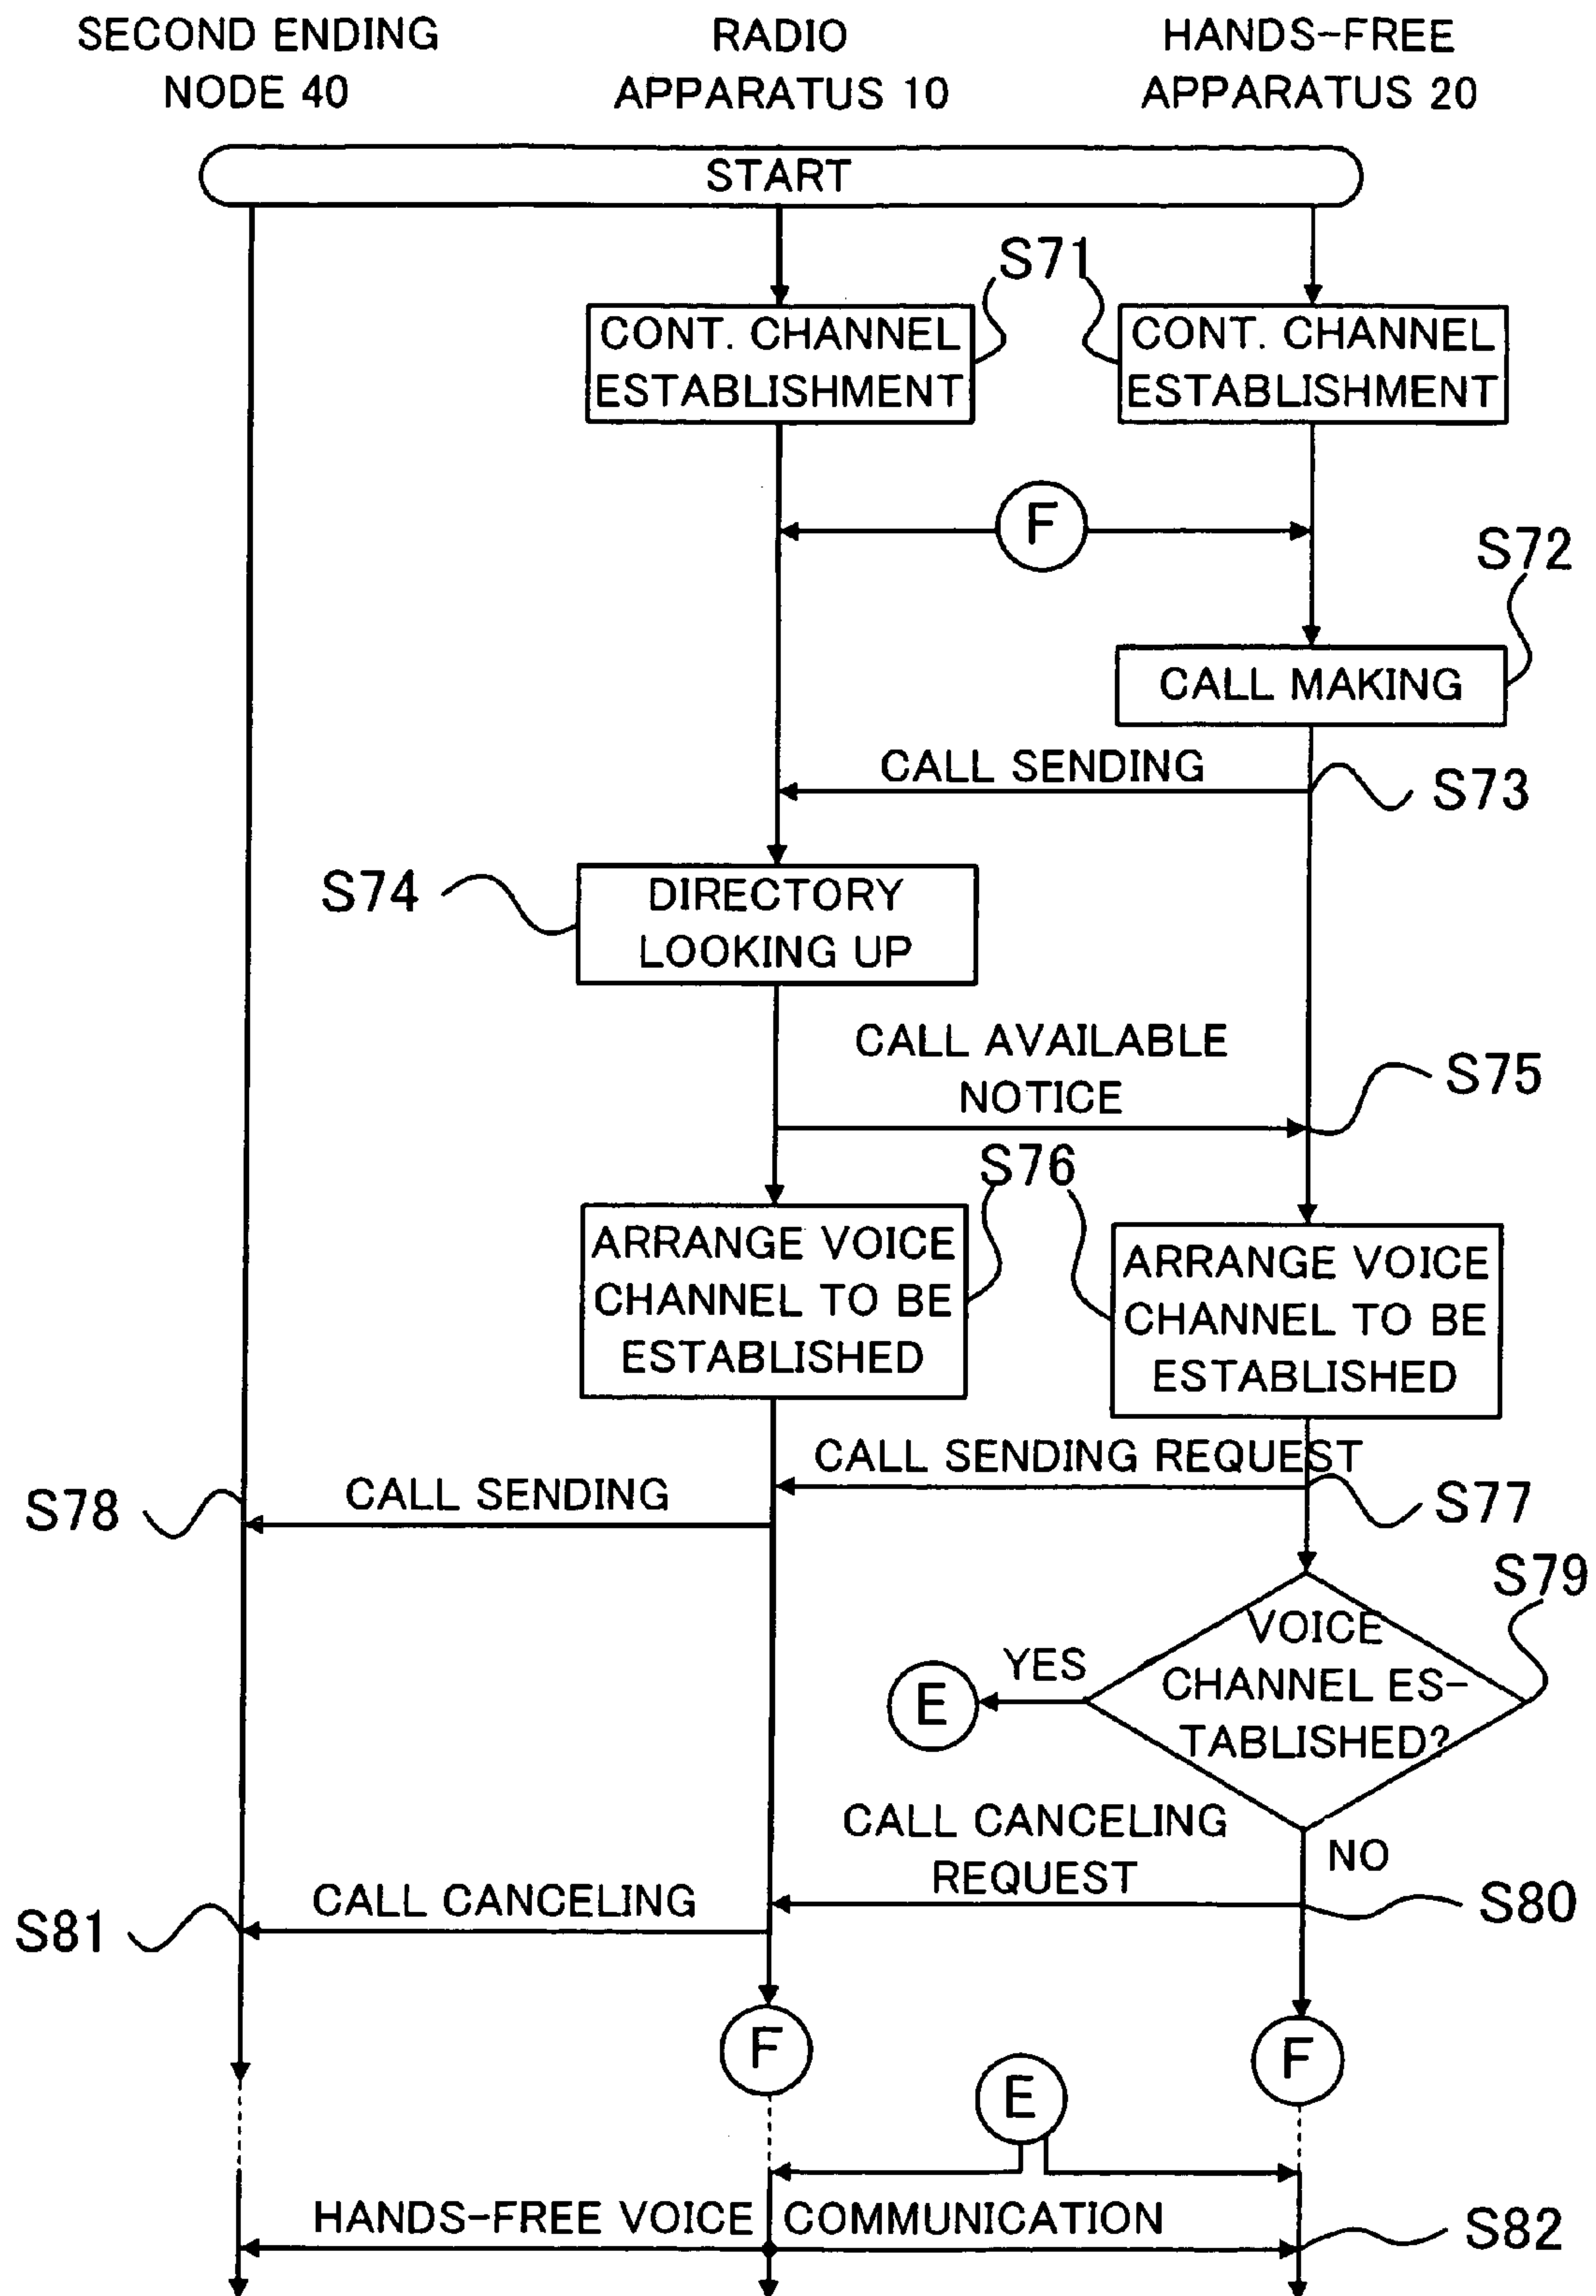 SECOND ENDING
NODE 40
RADIO
APPARATUS 10
HANDS-FREE
APPARATUS 20
START
S71
CONT. CHANNEL
ESTABLISHMENT
CONT. CHANNEL
ESTABLISHMENT
F
S72
CALL MAKING
CALL SENDING
S73
S74
DIRECTORY
LOOKING UP
CALL AVAILABLE
NOTICE
S75
S76
ARRANGE VOICE
CHANNEL TO BE
ESTABLISHED
ARRANGE VOICE
CHANNEL TO BE
ESTABLISHED
CALL SENDING REQUEST
S77
S78
CALL SENDING
S79
VOICE
CHANNEL ES-
TABLISHED?
YES
E
NO
CALL CANCELING
REQUEST
S80
S81
CALL CANCELING
F
F
E
HANDS-FREE VOICE COMMUNICATION
S82